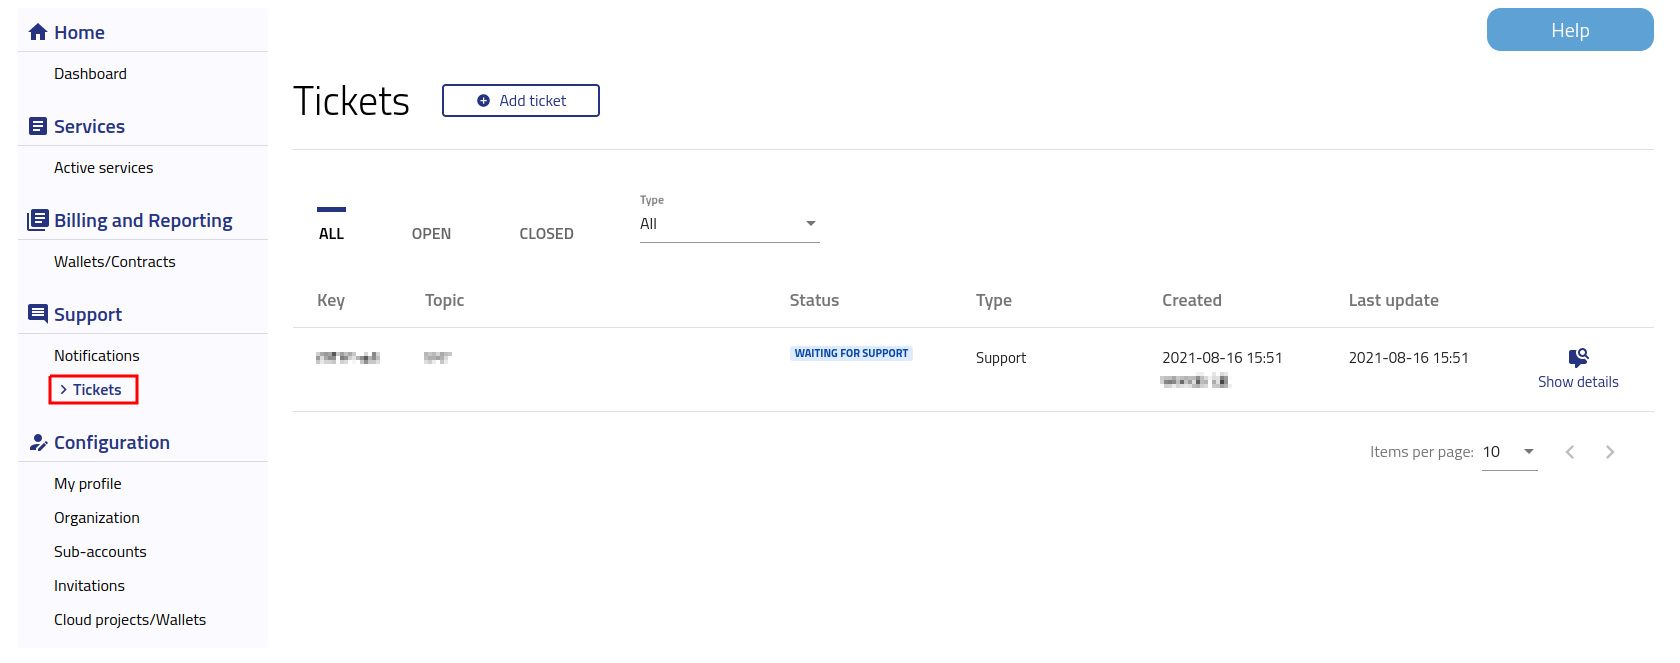 Home
Dashboard
Services
Active services
Billing and Reporting
Wallets/Contracts
Support
Notifications
Tickets
Configuration
My profile
Organization
Sub-accounts
Invitations
Cloud projects/Wallets
Help
Tickets
Add ticket
ALL OPEN CLOSED
Type
All
Key Topic Status Type Created Last update
WAITING FOR SUPPORT Support 2021-08-16 15:51 2021-08-16 15:51
Show details
Items per page: 10